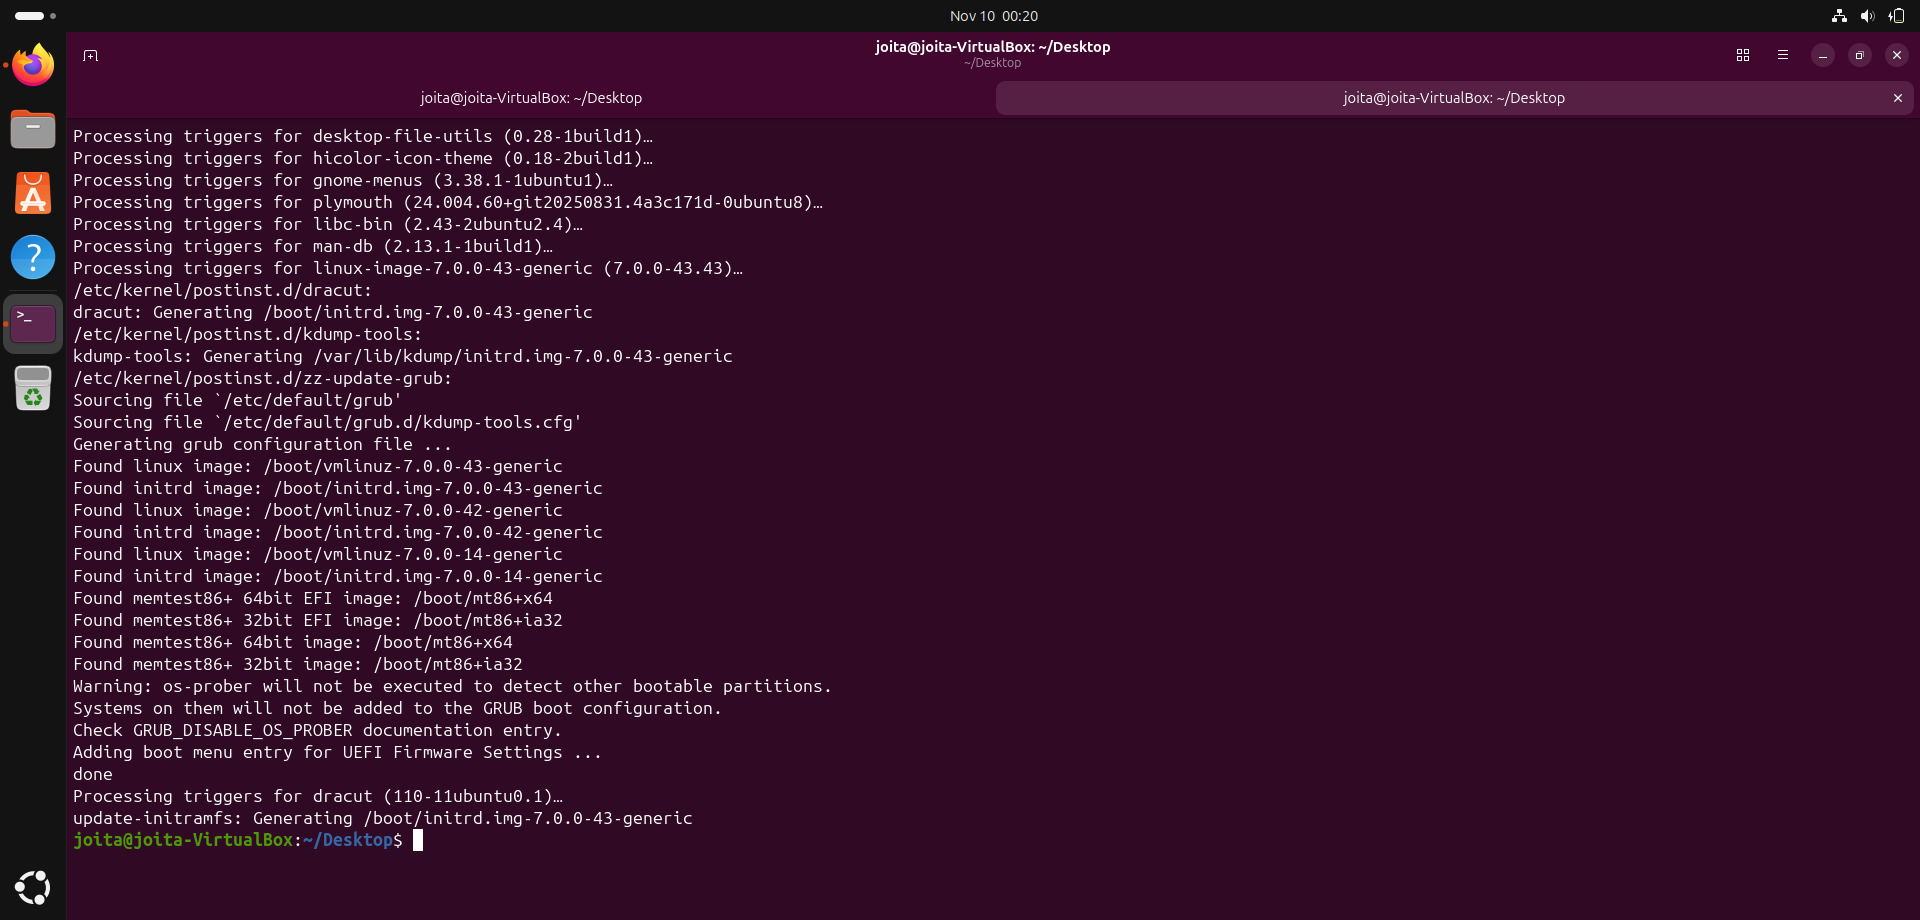 Nov 10 00:20
joita@joita-VirtualBox: ~/Desktop
~/Desktop
joita@joita-VirtualBox: ~/Desktop
joita@joita-VirtualBox: ~/Desktop
Processing triggers for desktop-file-utils (0.28-1build1)…
Processing triggers for hicolor-icon-theme (0.18-2build1)…
Processing triggers for gnome-menus (3.38.1-1ubuntu1)…
Processing triggers for plymouth (24.004.60+git20250831.4a3c171d-0ubuntu8)…
Processing triggers for libc-bin (2.43-2ubuntu2.4)…
Processing triggers for man-db (2.13.1-1build1)…
Processing triggers for linux-image-7.0.0-43-generic (7.0.0-43.43)…
/etc/kernel/postinst.d/dracut:
dracut: Generating /boot/initrd.img-7.0.0-43-generic
/etc/kernel/postinst.d/kdump-tools:
kdump-tools: Generating /var/lib/kdump/initrd.img-7.0.0-43-generic
/etc/kernel/postinst.d/zz-update-grub:
Sourcing file `/etc/default/grub'
Sourcing file `/etc/default/grub.d/kdump-tools.cfg'
Generating grub configuration file ...
Found linux image: /boot/vmlinuz-7.0.0-43-generic
Found initrd image: /boot/initrd.img-7.0.0-43-generic
Found linux image: /boot/vmlinuz-7.0.0-42-generic
Found initrd image: /boot/initrd.img-7.0.0-42-generic
Found linux image: /boot/vmlinuz-7.0.0-14-generic
Found initrd image: /boot/initrd.img-7.0.0-14-generic
Found memtest86+ 64bit EFI image: /boot/mt86+x64
Found memtest86+ 32bit EFI image: /boot/mt86+ia32
Found memtest86+ 64bit image: /boot/mt86+x64
Found memtest86+ 32bit image: /boot/mt86+ia32
Warning: os-prober will not be executed to detect other bootable partitions.
Systems on them will not be added to the GRUB boot configuration.
Check GRUB_DISABLE_OS_PROBER documentation entry.
Adding boot menu entry for UEFI Firmware Settings ...
done
Processing triggers for dracut (110-11ubuntu0.1)…
update-initramfs: Generating /boot/initrd.img-7.0.0-43-generic
joita@joita-VirtualBox:~/Desktop$